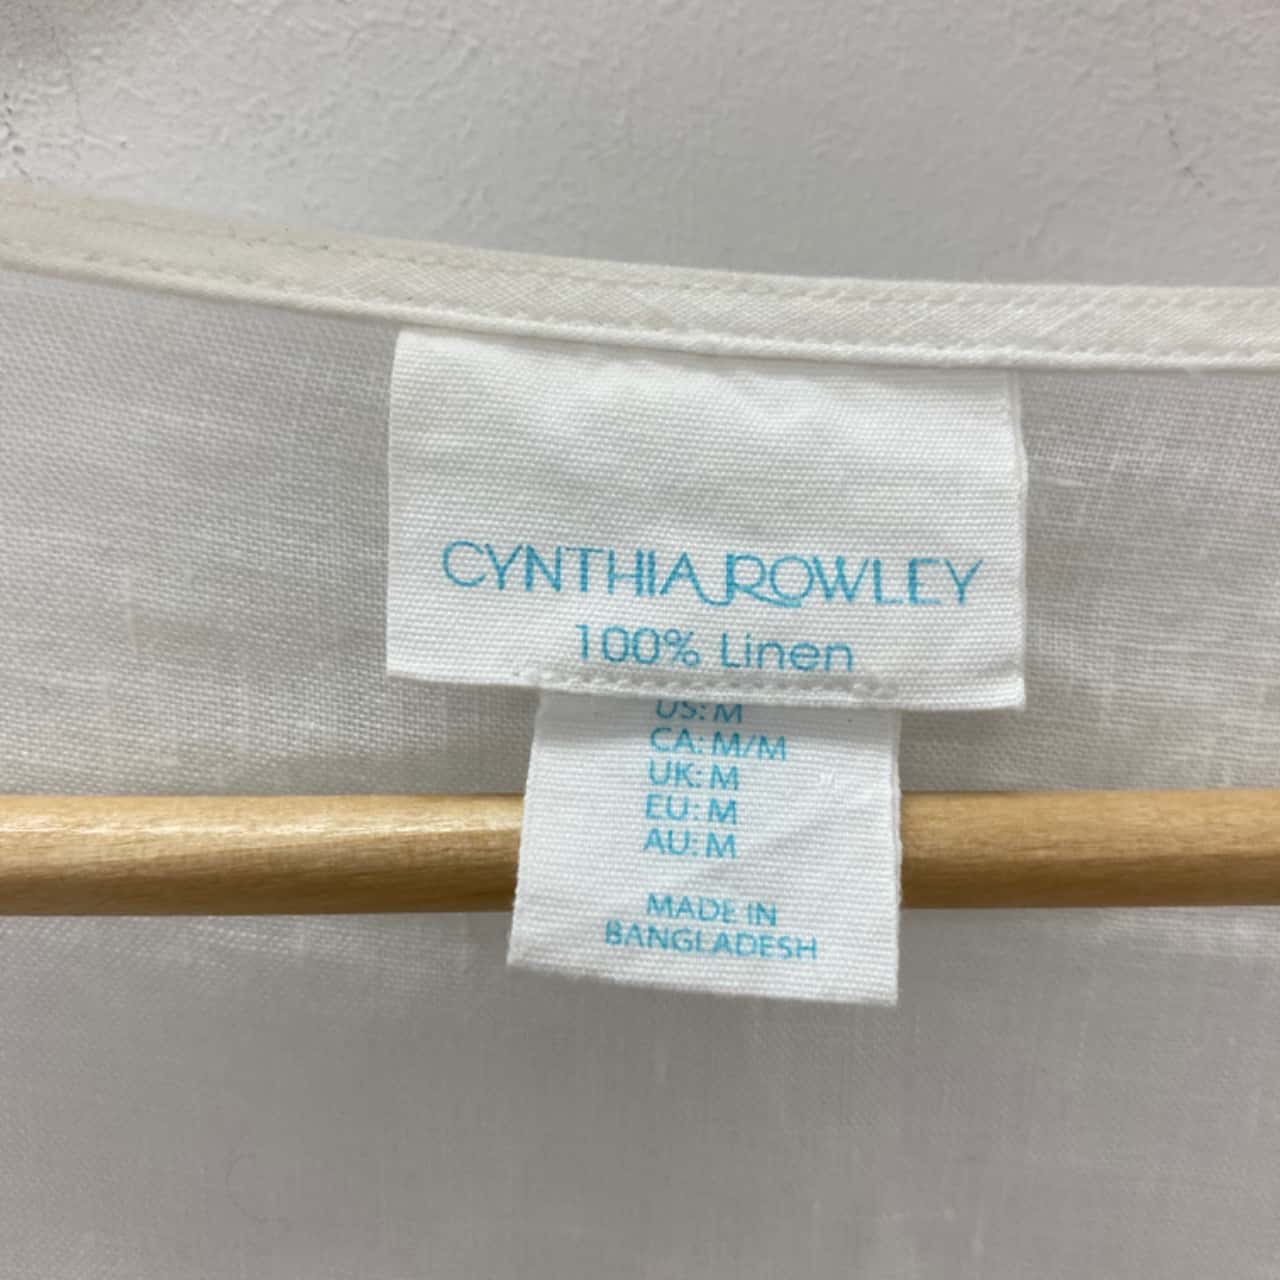 CYNTHIA ROWLEY
100% Linen
US: M
CA: M/M
UK: M
EU: M
AU: M
MADE IN
BANGLADESH